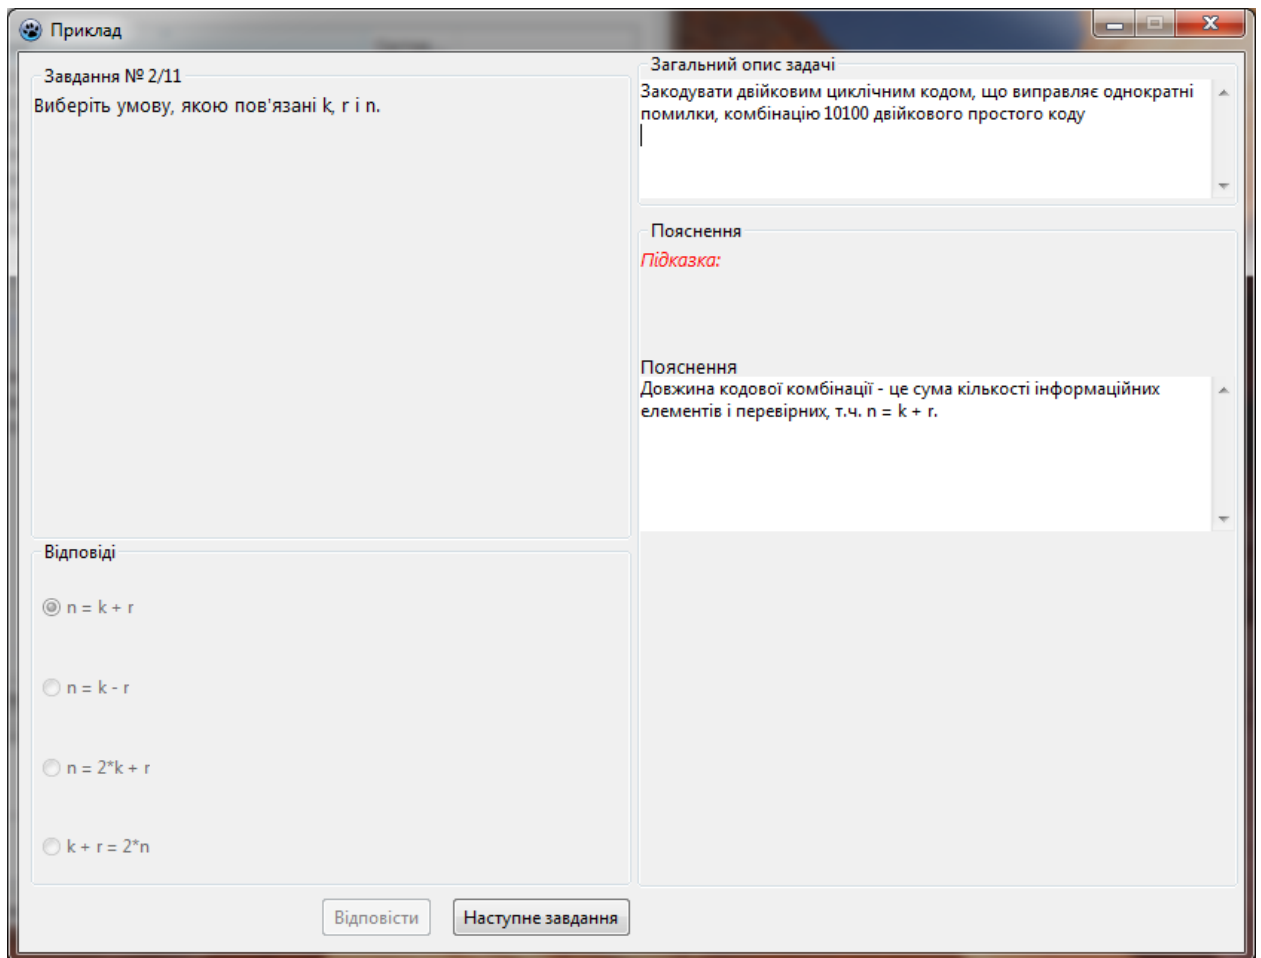 Приклад
Завдання № 2/11
Виберіть умову, якою пов'язані k, r і n.
Загальний опис задачі
Закодувати двійковим циклічним кодом, що виправляє однократні
помилки, комбінацію 10100 двійкового простого коду
Пояснення
Підказка:
Пояснення
Довжина кодової комбінації - це сума кількості інформаційних
елементів і перевірних, т.ч. n = k + r.
Відповіді
n = k + r
n = k - r
n = 2*k + r
k + r = 2*n
Відповісти
Наступне завдання